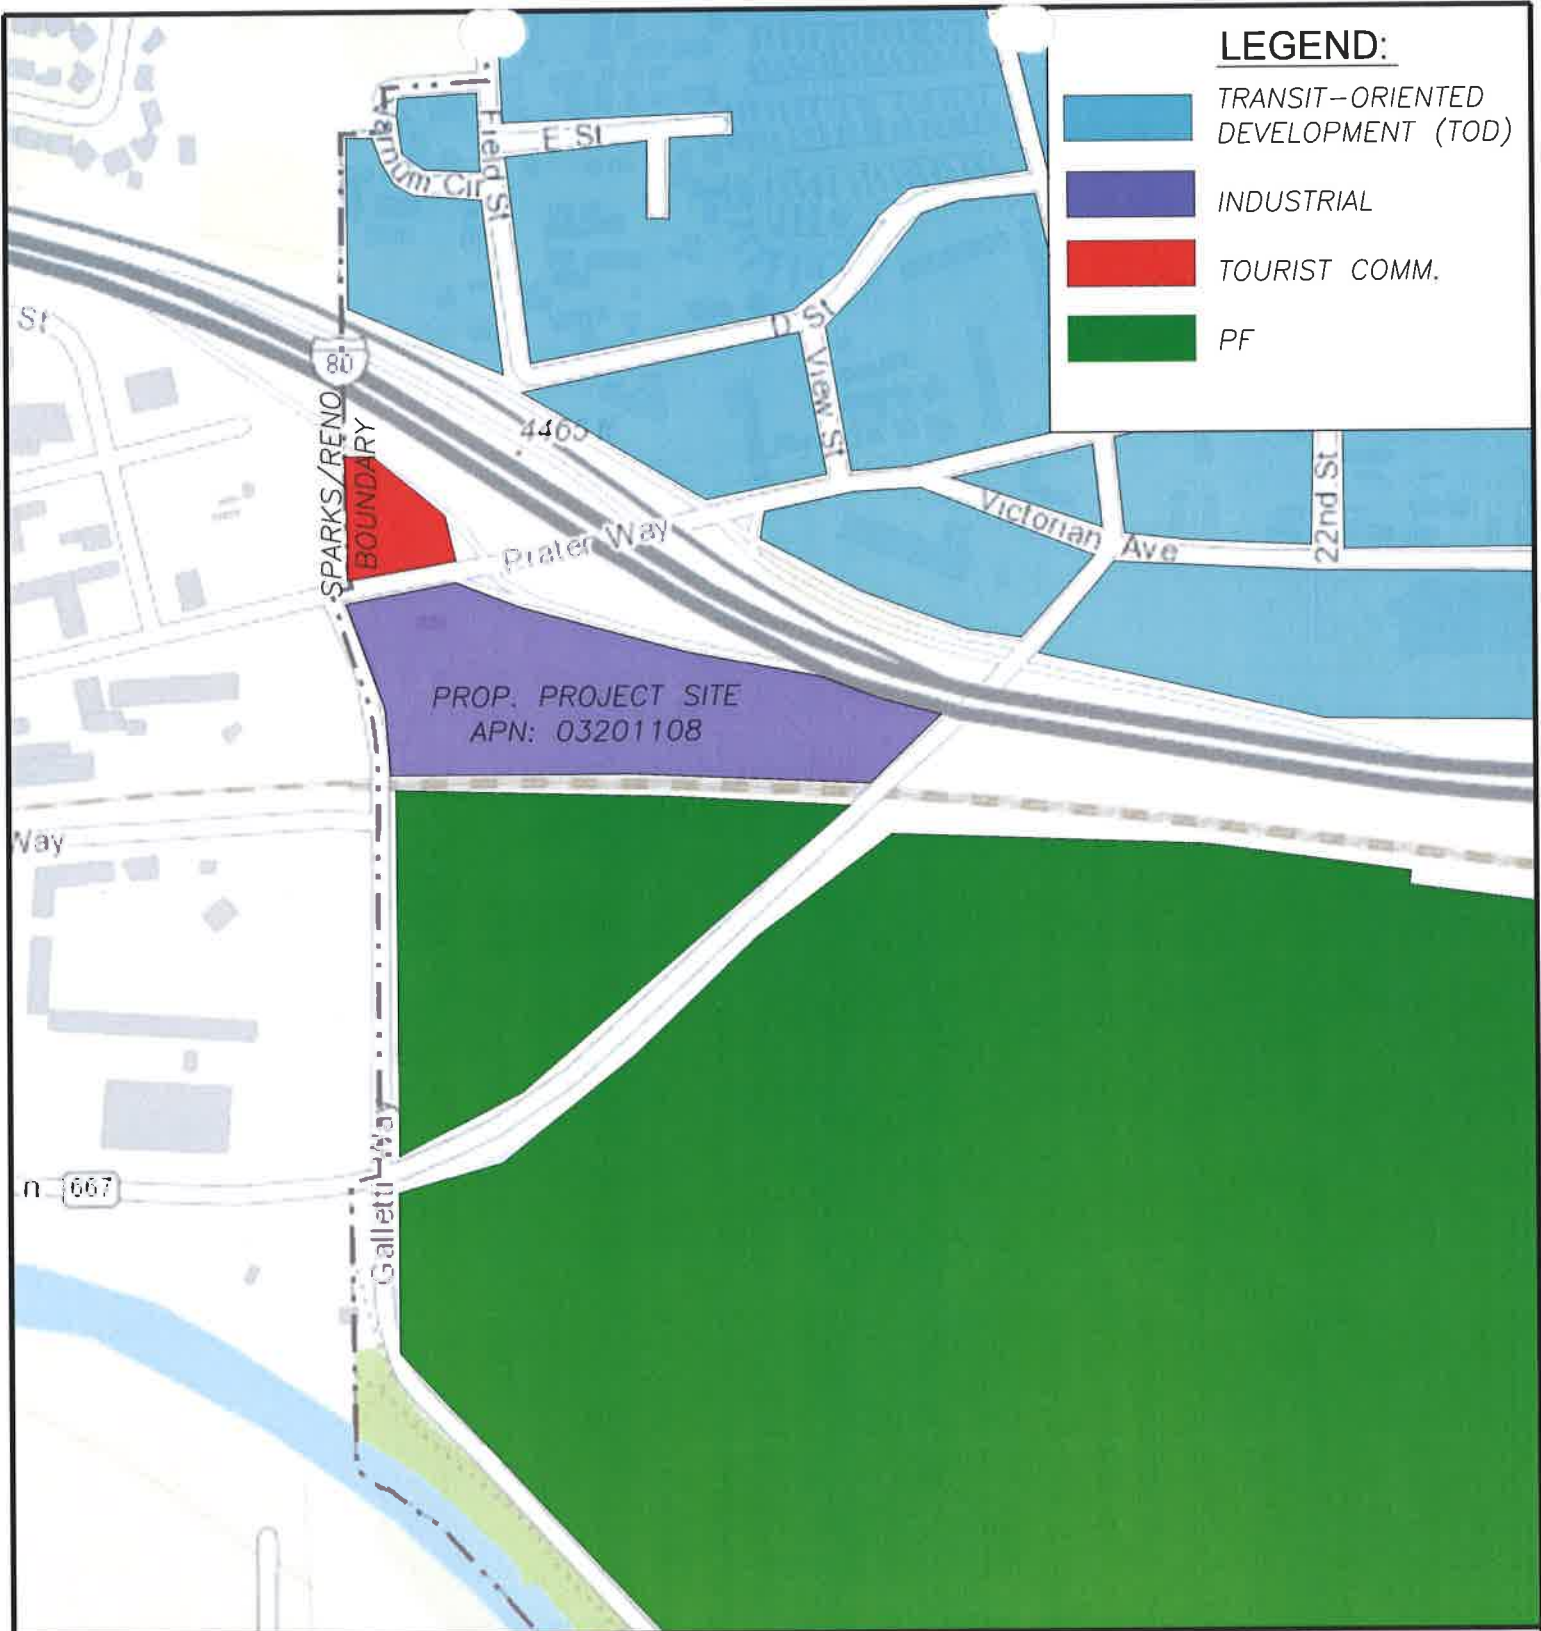 LEGEND:
TRANSIT-ORIENTED
DEVELOPMENT (TOD)
INDUSTRIAL
TOURIST COMM.
PF
Field St
E St
D St
View St
St
80
SPARKS/RENO
BOUNDARY
Prater Way
Victorian Ave
22nd St
PROP. PROJECT SITE
APN: 03201108
Way
n
667
Galletti Way